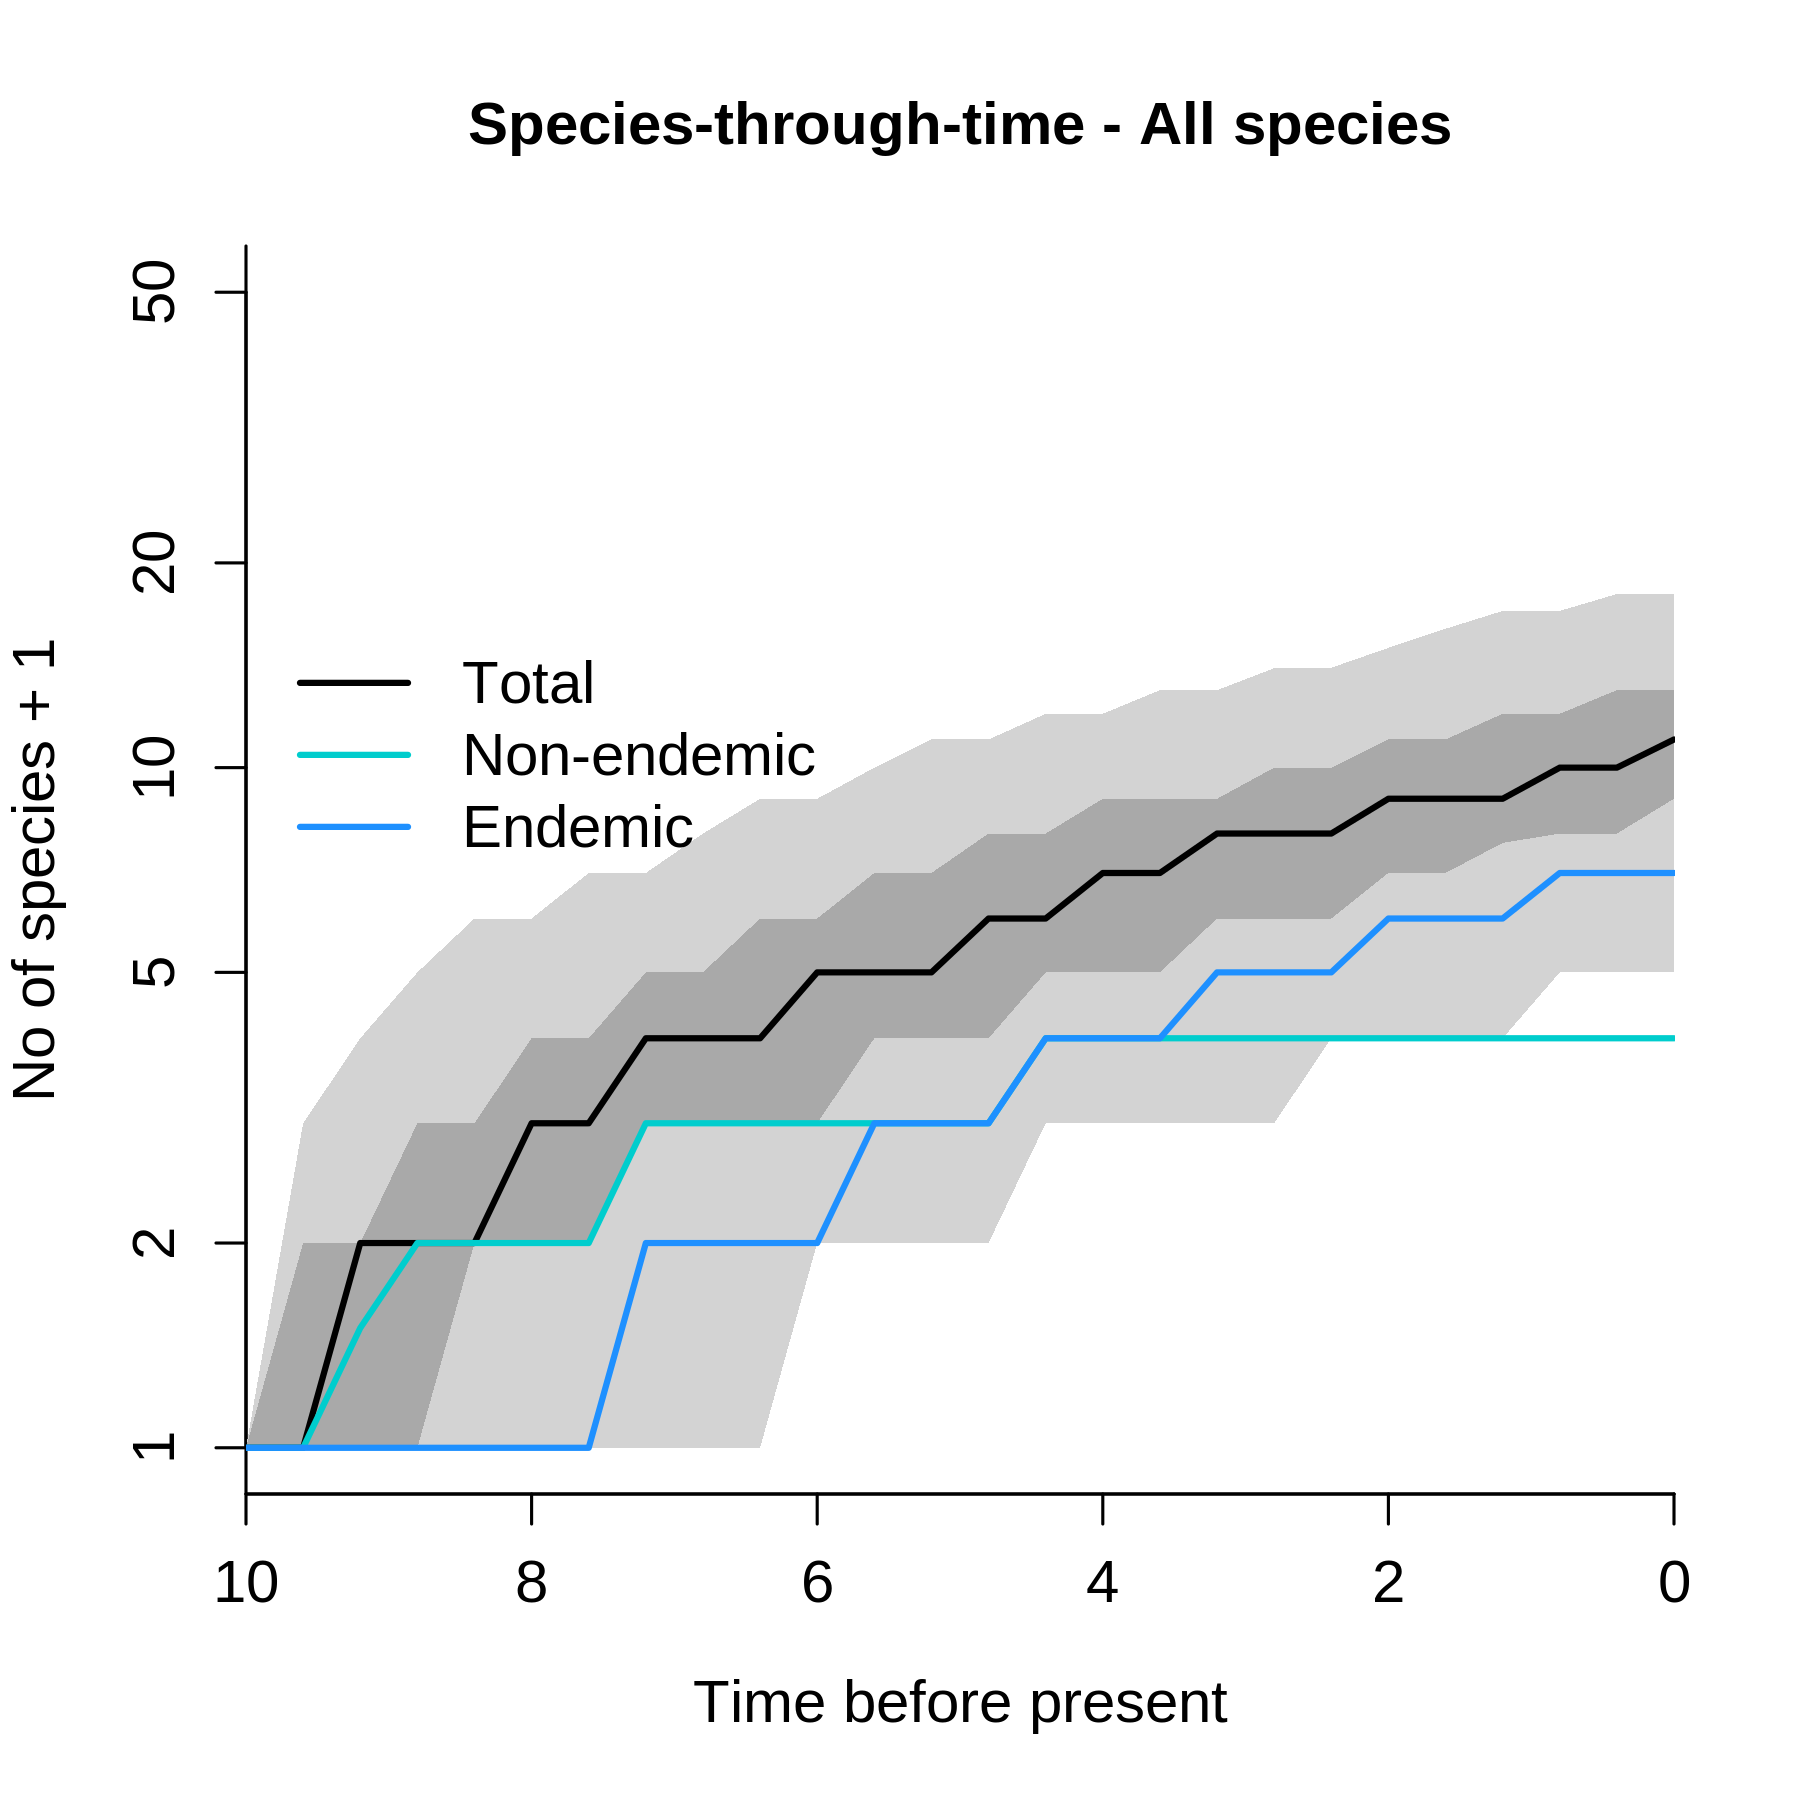 Species-through-time - All species
No of species + 1
50
20
10
5
2
1
Total
Non-endemic
Endemic
10 8 6 4 2 0
Time before present